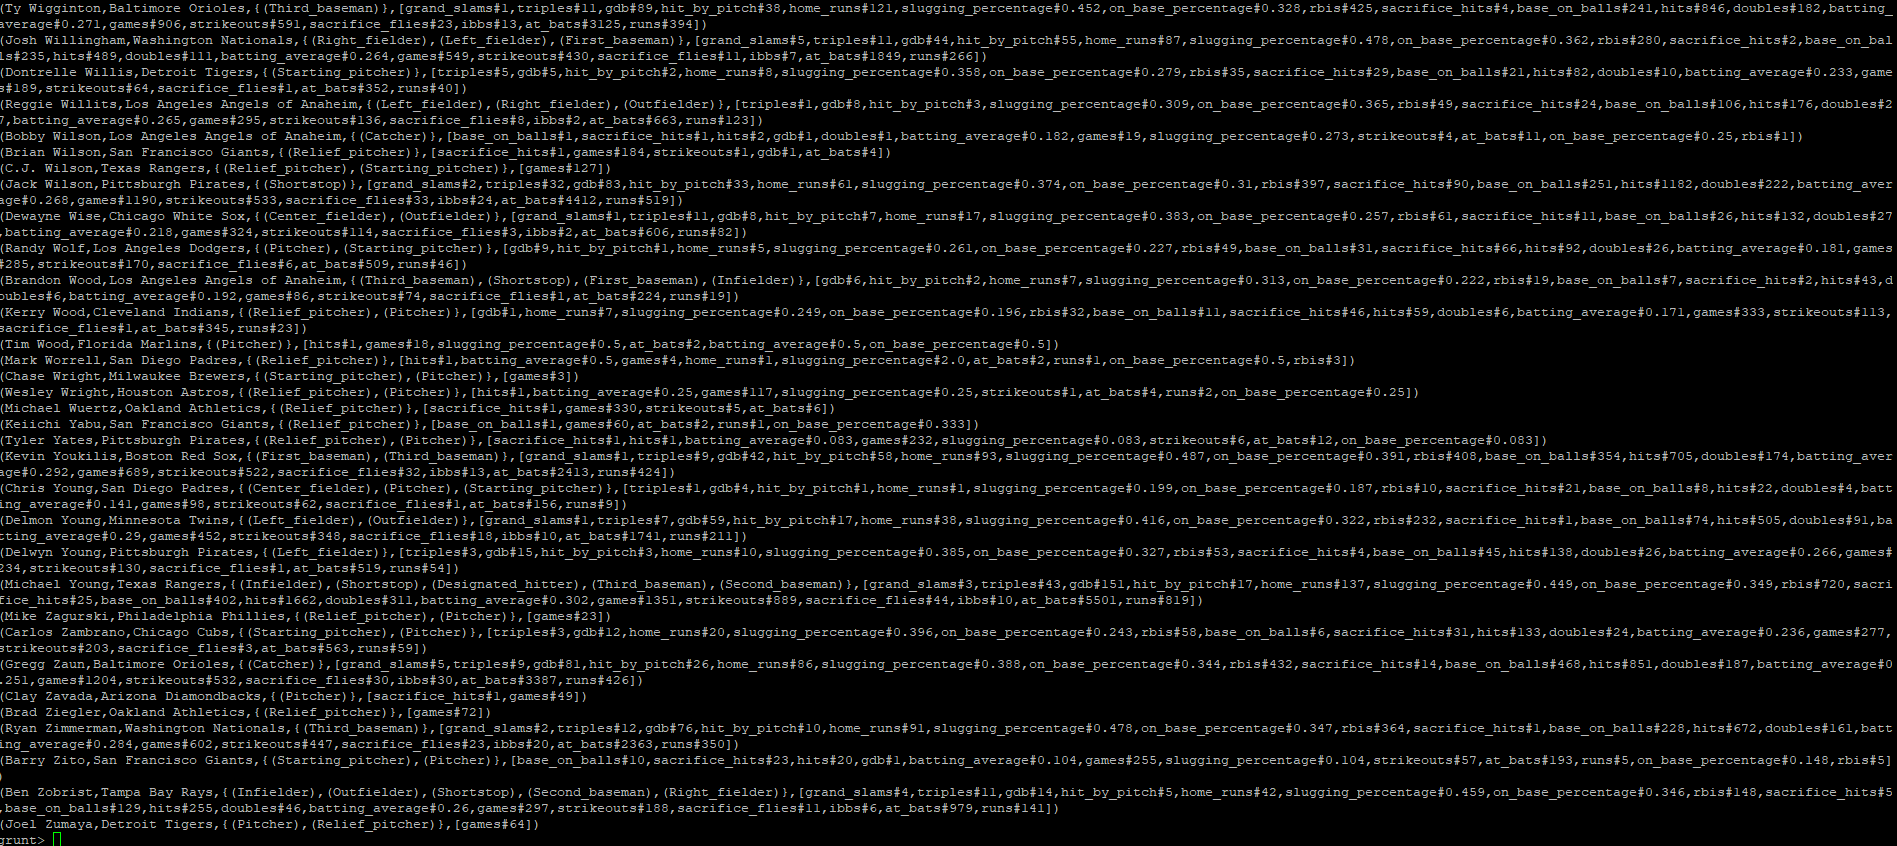 (Ty Wigginton,Baltimore Orioles,{(Third_baseman)},[grand_slams#1,triples#11,gdb#89,hit_by_pitch#38,home_runs#121,slugging_percentage#0.452,on_base_percentage#0.328,rbis#425,sacrifice_hits#4,base_on_balls#241,hits#846,doubles#182,batting_
average#0.271,games#906,strikeouts#591,sacrifice_flies#23,ibbs#13,at_bats#3125,runs#394])
(Josh Willingham,Washington Nationals,{(Right_fielder),(Left_fielder),(First_baseman)},[grand_slams#5,triples#11,gdb#44,hit_by_pitch#55,home_runs#87,slugging_percentage#0.478,on_base_percentage#0.362,rbis#280,sacrifice_hits#2,base_on_bal
ls#235,hits#489,doubles#111,batting_average#0.264,games#549,strikeouts#430,sacrifice_flies#11,ibbs#7,at_bats#1849,runs#266])
(Dontrelle Willis,Detroit Tigers,{(Starting_pitcher)},[triples#5,gdb#5,hit_by_pitch#2,home_runs#8,slugging_percentage#0.358,on_base_percentage#0.279,rbis#35,sacrifice_hits#29,base_on_balls#21,hits#82,doubles#10,batting_average#0.233,game
s#189,strikeouts#64,sacrifice_flies#1,at_bats#352,runs#40])
(Reggie Willits,Los Angeles Angels of Anaheim,{(Left_fielder),(Right_fielder),(Outfielder)},[triples#1,gdb#8,hit_by_pitch#3,slugging_percentage#0.309,on_base_percentage#0.365,rbis#49,sacrifice_hits#24,base_on_balls#106,hits#176,doubles#2
7,batting_average#0.265,games#295,strikeouts#136,sacrifice_flies#8,ibbs#2,at_bats#663,runs#123])
(Bobby Wilson,Los Angeles Angels of Anaheim,{(Catcher)},[base_on_balls#1,sacrifice_hits#1,hits#2,gdb#1,doubles#1,batting_average#0.182,games#19,slugging_percentage#0.273,strikeouts#4,at_bats#11,on_base_percentage#0.25,rbis#1])
(Brian Wilson,San Francisco Giants,{(Relief_pitcher)},[sacrifice_hits#1,games#184,strikeouts#1,gdb#1,at_bats#4])
(C.J. Wilson,Texas Rangers,{(Relief_pitcher),(Starting_pitcher)},[games#127])
(Jack Wilson,Pittsburgh Pirates,{(Shortstop)},[grand_slams#2,triples#32,gdb#83,hit_by_pitch#33,home_runs#61,slugging_percentage#0.374,on_base_percentage#0.31,rbis#397,sacrifice_hits#90,base_on_balls#251,hits#1182,doubles#222,batting_aver
age#0.268,games#1190,strikeouts#533,sacrifice_flies#33,ibbs#24,at_bats#4412,runs#519])
(Dewayne Wise,Chicago White Sox,{(Center_fielder),(Outfielder)},[grand_slams#1,triples#11,gdb#8,hit_by_pitch#7,home_runs#17,slugging_percentage#0.383,on_base_percentage#0.257,rbis#61,sacrifice_hits#11,base_on_balls#26,hits#132,doubles#27
,batting_average#0.218,games#324,strikeouts#114,sacrifice_flies#3,ibbs#2,at_bats#606,runs#82])
(Randy Wolf,Los Angeles Dodgers,{(Pitcher),(Starting_pitcher)},[gdb#9,hit_by_pitch#1,home_runs#5,slugging_percentage#0.261,on_base_percentage#0.227,rbis#49,base_on_balls#31,sacrifice_hits#66,hits#92,doubles#26,batting_average#0.181,games
#285,strikeouts#170,sacrifice_flies#6,at_bats#509,runs#46])
(Brandon Wood,Los Angeles Angels of Anaheim,{(Third_baseman),(Shortstop),(First_baseman),(Infielder)},[gdb#6,hit_by_pitch#2,home_runs#7,slugging_percentage#0.313,on_base_percentage#0.222,rbis#19,base_on_balls#7,sacrifice_hits#2,hits#43,d
oubles#6,batting_average#0.192,games#86,strikeouts#74,sacrifice_flies#1,at_bats#224,runs#19])
(Kerry Wood,Cleveland Indians,{(Relief_pitcher),(Pitcher)},[gdb#1,home_runs#7,slugging_percentage#0.249,on_base_percentage#0.196,rbis#32,base_on_balls#11,sacrifice_hits#46,hits#59,doubles#6,batting_average#0.171,games#333,strikeouts#113,
sacrifice_flies#1,at_bats#345,runs#23])
(Tim Wood,Florida Marlins,{(Pitcher)},[hits#1,games#18,slugging_percentage#0.5,at_bats#2,batting_average#0.5,on_base_percentage#0.5])
(Mark Worrell,San Diego Padres,{(Relief_pitcher)},[hits#1,batting_average#0.5,games#4,home_runs#1,slugging_percentage#2.0,at_bats#2,runs#1,on_base_percentage#0.5,rbis#3])
(Chase Wright,Milwaukee Brewers,{(Starting_pitcher),(Pitcher)},[games#3])
(Wesley Wright,Houston Astros,{(Relief_pitcher),(Pitcher)},[hits#1,batting_average#0.25,games#117,slugging_percentage#0.25,strikeouts#1,at_bats#4,runs#2,on_base_percentage#0.25])
(Michael Wuertz,Oakland Athletics,{(Relief_pitcher)},[sacrifice_hits#1,games#330,strikeouts#5,at_bats#6])
(Keiichi Yabu,San Francisco Giants,{(Relief_pitcher)},[base_on_balls#1,games#60,at_bats#2,runs#1,on_base_percentage#0.333])
(Tyler Yates,Pittsburgh Pirates,{(Relief_pitcher),(Pitcher)},[sacrifice_hits#1,hits#1,batting_average#0.083,games#232,slugging_percentage#0.083,strikeouts#6,at_bats#12,on_base_percentage#0.083])
(Kevin Youkilis,Boston Red Sox,{(First_baseman),(Third_baseman)},[grand_slams#1,triples#9,gdb#42,hit_by_pitch#58,home_runs#93,slugging_percentage#0.487,on_base_percentage#0.391,rbis#408,base_on_balls#354,hits#705,doubles#174,batting_aver
age#0.292,games#689,strikeouts#522,sacrifice_flies#32,ibbs#13,at_bats#2413,runs#424])
(Chris Young,San Diego Padres,{(Center_fielder),(Pitcher),(Starting_pitcher)},[triples#1,gdb#4,hit_by_pitch#1,home_runs#1,slugging_percentage#0.199,on_base_percentage#0.187,rbis#10,sacrifice_hits#21,base_on_balls#8,hits#22,doubles#4,batt
ing_average#0.141,games#98,strikeouts#62,sacrifice_flies#1,at_bats#156,runs#9])
(Delmon Young,Minnesota Twins,{(Left_fielder),(Outfielder)},[grand_slams#1,triples#7,gdb#59,hit_by_pitch#17,home_runs#38,slugging_percentage#0.416,on_base_percentage#0.322,rbis#232,sacrifice_hits#1,base_on_balls#74,hits#505,doubles#91,ba
tting_average#0.29,games#452,strikeouts#348,sacrifice_flies#18,ibbs#10,at_bats#1741,runs#211])
(Delwyn Young,Pittsburgh Pirates,{(Left_fielder)},[triples#3,gdb#15,hit_by_pitch#3,home_runs#10,slugging_percentage#0.385,on_base_percentage#0.327,rbis#53,sacrifice_hits#4,base_on_balls#45,hits#138,doubles#26,batting_average#0.266,games#
234,strikeouts#130,sacrifice_flies#1,at_bats#519,runs#54])
(Michael Young,Texas Rangers,{(Infielder),(Shortstop),(Designated_hitter),(Third_baseman),(Second_baseman)},[grand_slams#3,triples#43,gdb#151,hit_by_pitch#17,home_runs#137,slugging_percentage#0.449,on_base_percentage#0.349,rbis#720,sacri
fice_hits#25,base_on_balls#402,hits#1662,doubles#311,batting_average#0.302,games#1351,strikeouts#889,sacrifice_flies#44,ibbs#10,at_bats#5501,runs#819])
(Mike Zagurski,Philadelphia Phillies,{(Relief_pitcher),(Pitcher)},[games#23])
(Carlos Zambrano,Chicago Cubs,{(Starting_pitcher),(Pitcher)},[triples#3,gdb#12,home_runs#20,slugging_percentage#0.396,on_base_percentage#0.243,rbis#58,base_on_balls#6,sacrifice_hits#31,hits#133,doubles#24,batting_average#0.236,games#277,
strikeouts#203,sacrifice_flies#3,at_bats#563,runs#59])
(Gregg Zaun,Baltimore Orioles,{(Catcher)},[grand_slams#5,triples#9,gdb#81,hit_by_pitch#26,home_runs#86,slugging_percentage#0.388,on_base_percentage#0.344,rbis#432,sacrifice_hits#14,base_on_balls#468,hits#851,doubles#187,batting_average#0
.251,games#1204,strikeouts#532,sacrifice_flies#30,ibbs#30,at_bats#3387,runs#426])
(Clay Zavada,Arizona Diamondbacks,{(Pitcher)},[sacrifice_hits#1,games#49])
(Brad Ziegler,Oakland Athletics,{(Relief_pitcher)},[games#72])
(Ryan Zimmerman,Washington Nationals,{(Third_baseman)},[grand_slams#2,triples#12,gdb#76,hit_by_pitch#10,home_runs#91,slugging_percentage#0.478,on_base_percentage#0.347,rbis#364,sacrifice_hits#1,base_on_balls#228,hits#672,doubles#161,batt
ing_average#0.284,games#602,strikeouts#447,sacrifice_flies#23,ibbs#20,at_bats#2363,runs#350])
(Barry Zito,San Francisco Giants,{(Starting_pitcher),(Pitcher)},[base_on_balls#10,sacrifice_hits#23,hits#20,gdb#1,batting_average#0.104,games#255,slugging_percentage#0.104,strikeouts#57,at_bats#193,runs#5,on_base_percentage#0.148,rbis#5]
)
(Ben Zobrist,Tampa Bay Rays,{(Infielder),(Outfielder),(Shortstop),(Second_baseman),(Right_fielder)},[grand_slams#4,triples#11,gdb#14,hit_by_pitch#5,home_runs#42,slugging_percentage#0.459,on_base_percentage#0.346,rbis#148,sacrifice_hits#5
,base_on_balls#129,hits#255,doubles#46,batting_average#0.26,games#297,strikeouts#188,sacrifice_flies#11,ibbs#6,at_bats#979,runs#141])
(Joel Zumaya,Detroit Tigers,{(Pitcher),(Relief_pitcher)},[games#64])
grunt>